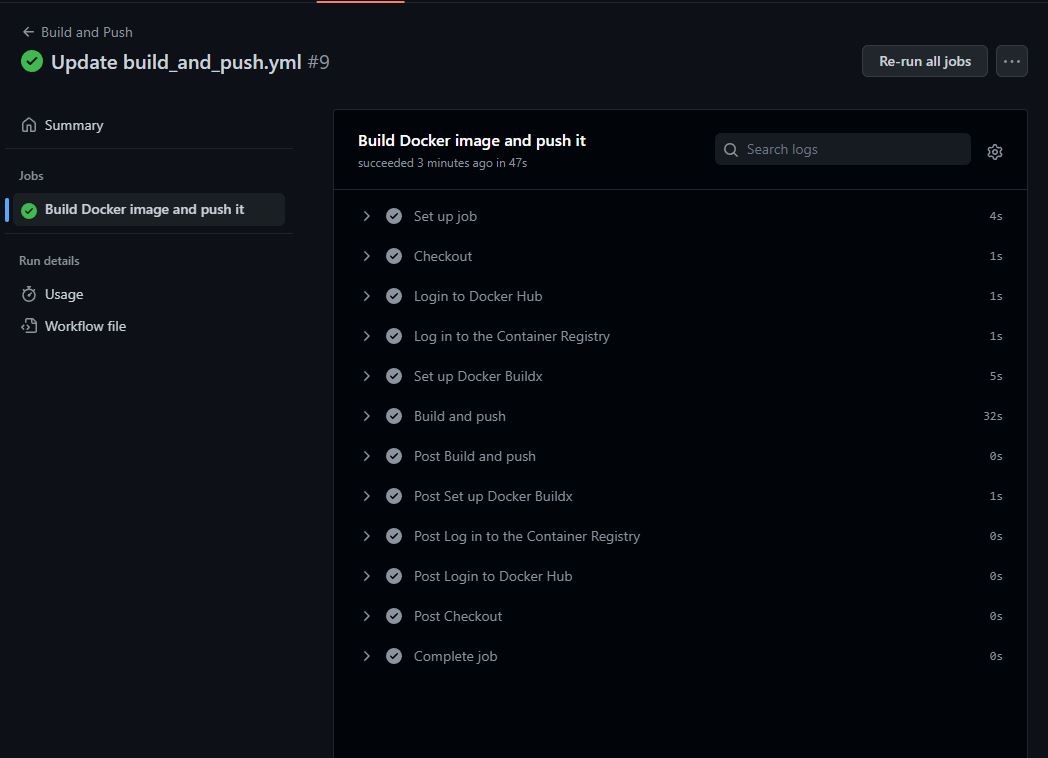 Build and Push
Update build_and_push.yml #9
Re-run all jobs
Summary
Jobs
Build Docker image and push it
Run details
Usage
Workflow file
Build Docker image and push it
succeeded 3 minutes ago in 47s
Search logs
Set up job 4s
Checkout 1s
Login to Docker Hub 1s
Log in to the Container Registry 1s
Set up Docker Buildx 5s
Build and push 32s
Post Build and push 0s
Post Set up Docker Buildx 1s
Post Log in to the Container Registry 0s
Post Login to Docker Hub 0s
Post Checkout 0s
Complete job 0s